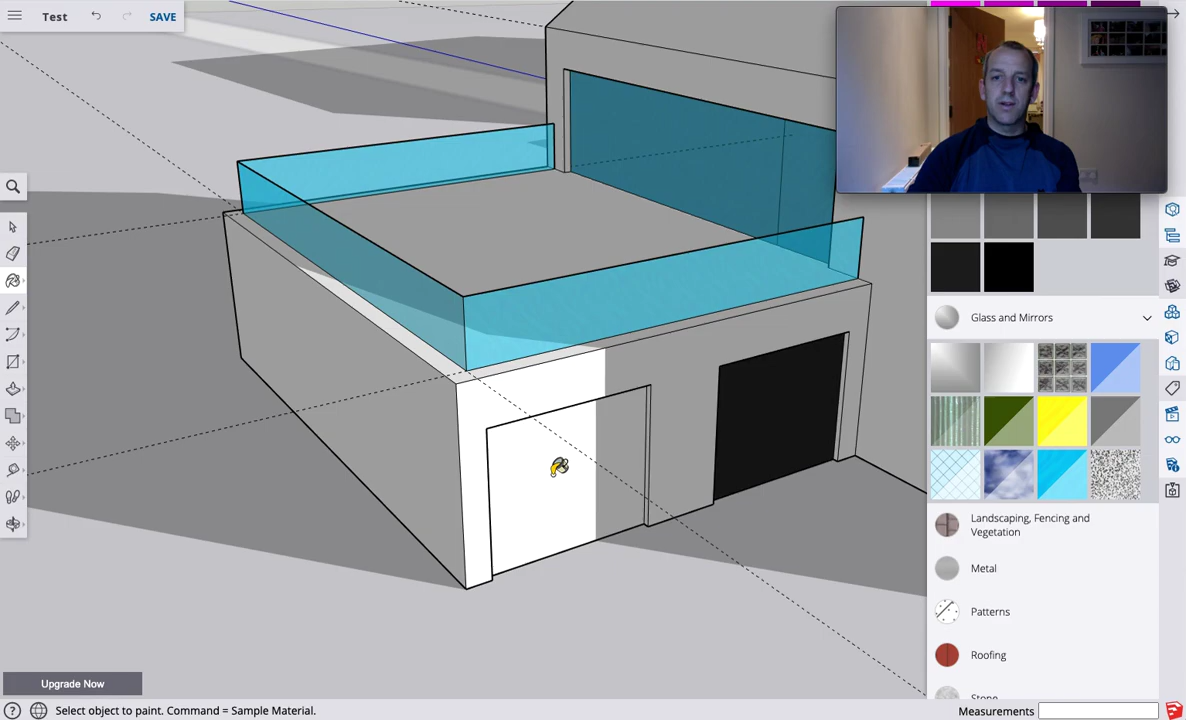 Test
SAVE
Glass and Mirrors
Landscaping, Fencing and
Vegetation
Metal
Patterns
Roofing
Stone
Upgrade Now
Select object to paint. Command = Sample Material.
Measurements